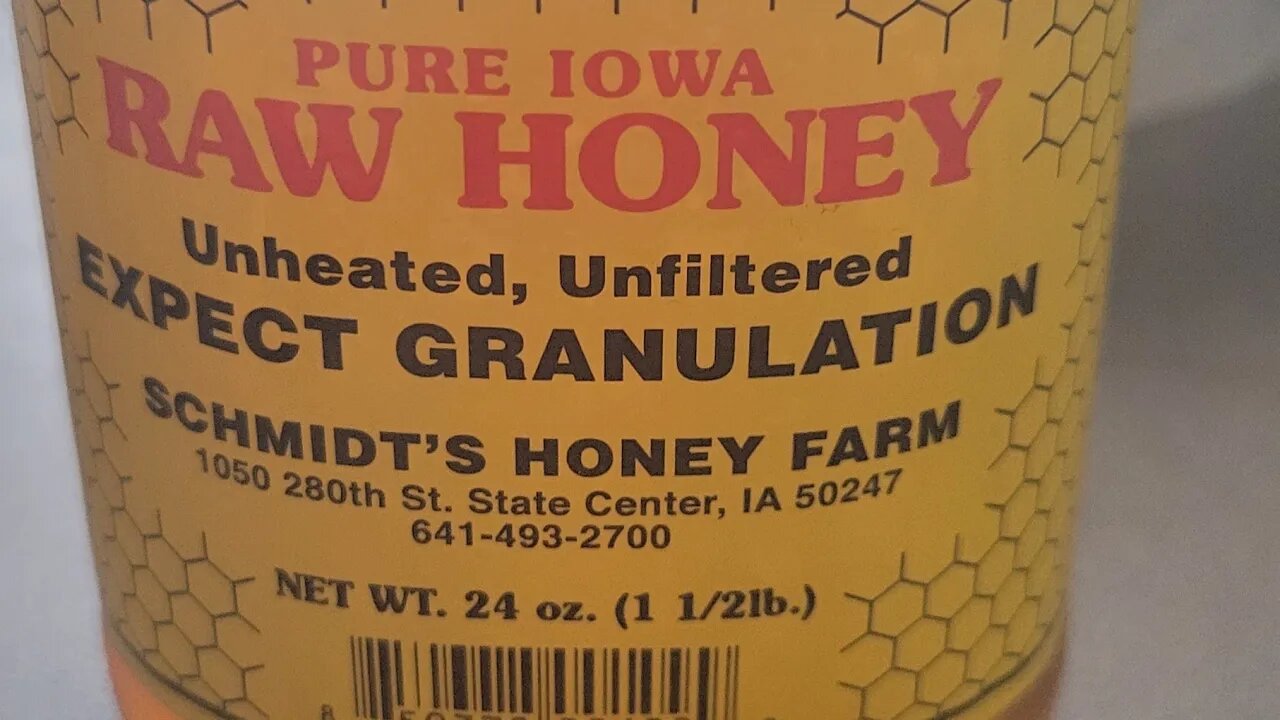 PURE IOWA
RAW HONEY
Unheated, Unfiltered
EXPECT GRANULATION
SCHMIDT'S HONEY FARM
1050 280th St. State Center, IA 50247
641-493-2700
NET WT. 24 oz. (1 1/2lb.)